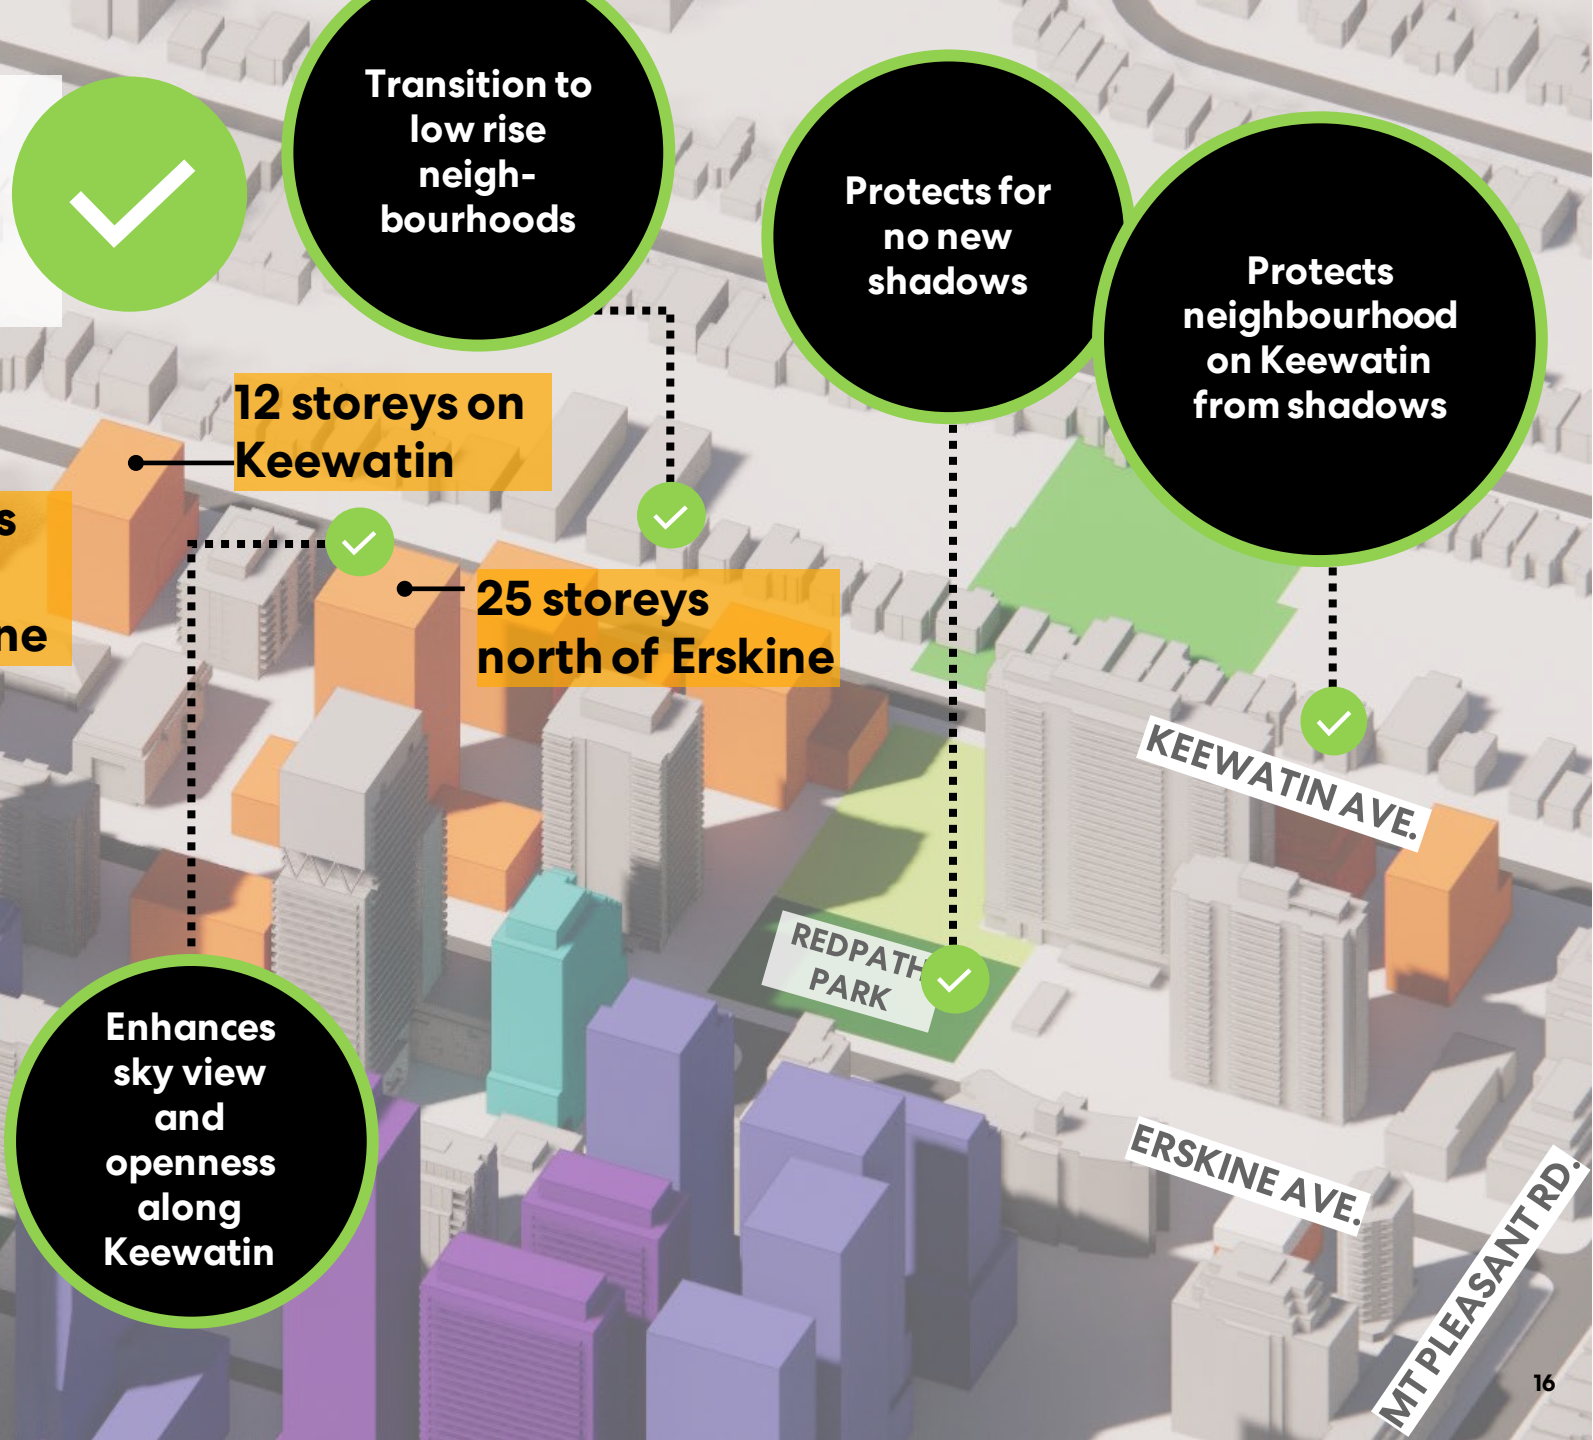 Transition to
low rise
neigh-
bourhoods
Protects for
no new
shadows
Protects
neighbourhood
on Keewatin
from shadows
12 storeys on
Keewatin
25 storeys
north of Erskine
KEEWATIN AVE.
REDPATH
PARK
Enhances
sky view
and
openness
along
Keewatin
ERSKINE AVE.
MT PLEASANT RD.
16